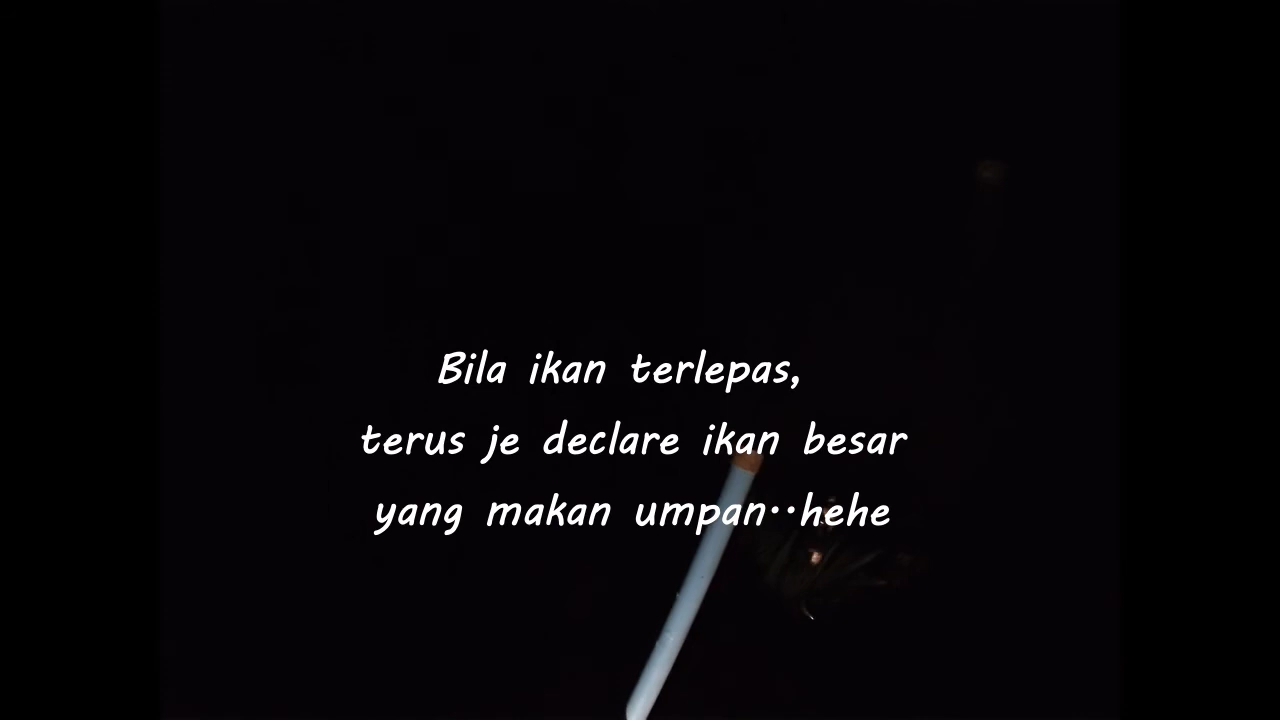 Bila ikan terlepas,
terus je declare ikan besar
yang makan umpan··hehe